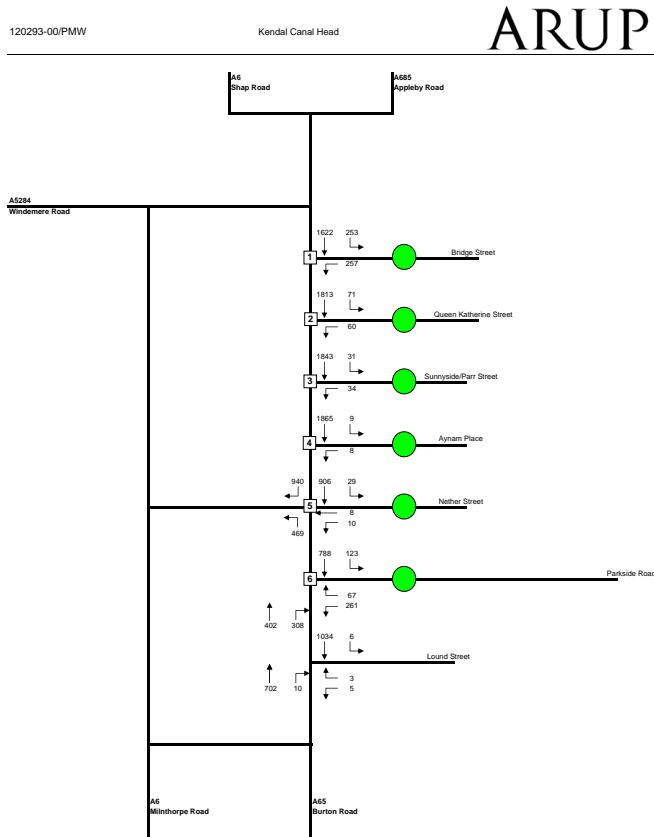 120293-00/PMW
Kendal Canal Head
ARUP
A6
Shap Road
A685
Appleby Road
A5284
Windemere Road
1622 253
1
Bridge Street
257
1813 71
2
Queen Katherine Street
60
1843 31
3
Sunnyside/Parr Street
34
1865 9
4
Aynam Place
8
940 906 29
5
Nether Street
8
10
469
788 123
6
Parkside Road
67
261
402 308
1034 6
Lound Street
3
702 10 5
A6
Milnthorpe Road
A65
Burton Road